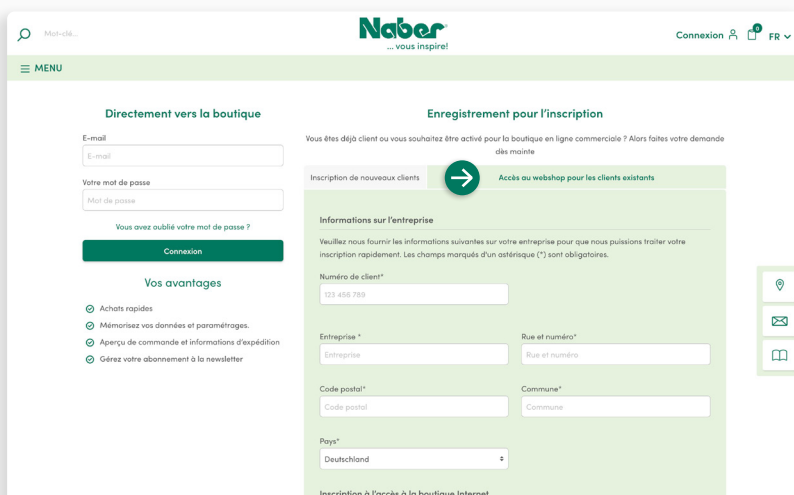 Mot-clé...
Naber
... vous inspire!
Connexion
0
FR
MENU
Directement vers la boutique
E-mail
E-mail
Votre mot de passe
Mot de passe
Vous avez oublié votre mot de passe ?
Connexion
Vos avantages
Achats rapides
Mémorisez vos données et paramétrages.
Aperçu de commande et informations d'expédition
Gérez votre abonnement à la newsletter
Enregistrement pour l'inscription
Vous êtes déjà client ou vous souhaitez être activé pour la boutique en ligne commerciale ? Alors faites votre demande
dès mainte
Inscription de nouveaux clients
Accès au webshop pour les clients existants
Informations sur l'entreprise
Veuillez nous fournir les informations suivantes sur votre entreprise pour que nous puissions traiter votre
inscription rapidement. Les champs marqués d'un astérisque (*) sont obligatoires.
Numéro de client*
123 456 789
Entreprise * Rue et numéro*
Entreprise Rue et numéro
Code postal* Commune*
Code postal Commune
Pays*
Deutschland
Inscription à l'accès à la boutique Internet